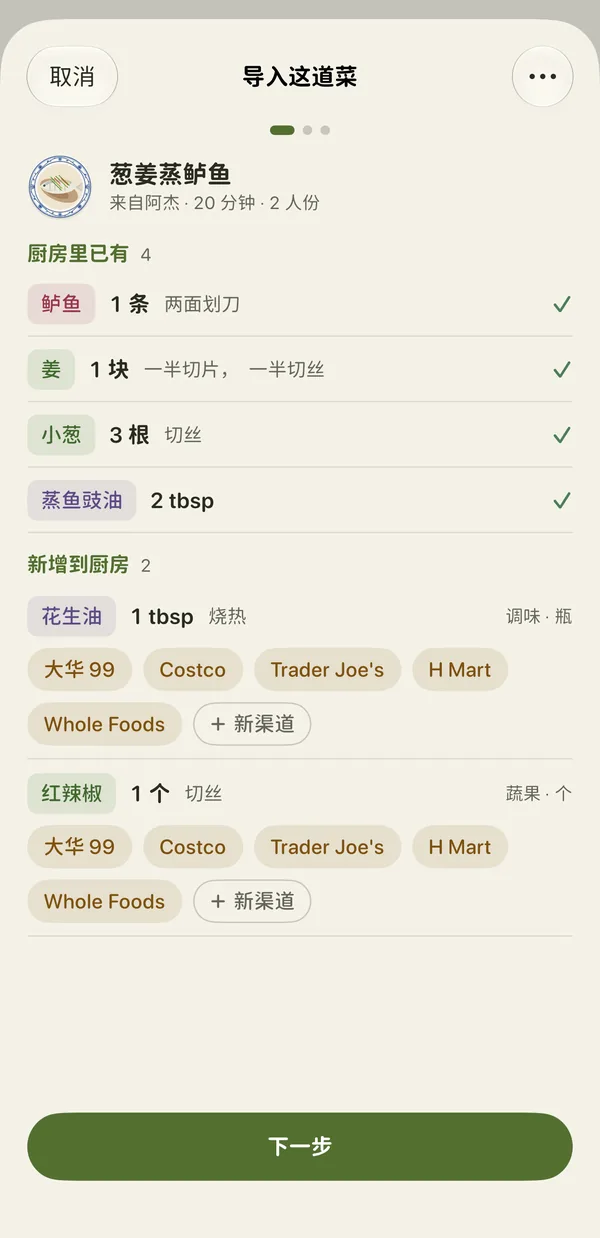 取消 导入这道菜
葱姜蒸鲈鱼
来自阿杰 · 20 分钟 · 2 人份
厨房里已有 4
鲈鱼 1 条 两面划刀
姜 1 块 一半切片， 一半切丝
小葱 3 根 切丝
蒸鱼豉油 2 tbsp
新增到厨房 2
花生油 1 tbsp 烧热 调味 · 瓶
大华 99 Costco Trader Joe's H Mart
Whole Foods + 新渠道
红辣椒 1 个 切丝 蔬果 · 个
大华 99 Costco Trader Joe's H Mart
Whole Foods + 新渠道
下一步